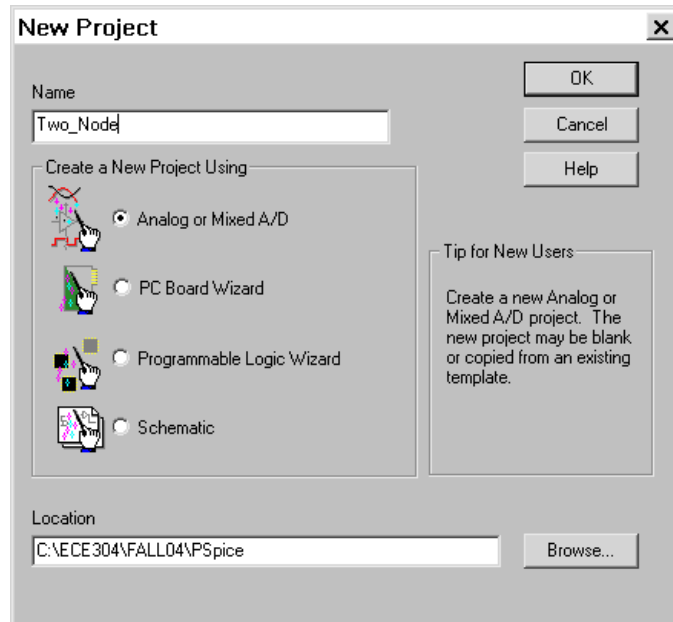 New Project
Name
Two_Node
OK
Cancel
Help
Create a New Project Using
Analog or Mixed A/D
PC Board Wizard
Programmable Logic Wizard
Schematic
Tip for New Users
Create a new Analog or
Mixed A/D project. The
new project may be blank
or copied from an existing
template.
Location
C:\ECE304\FALL04\PSpice
Browse...